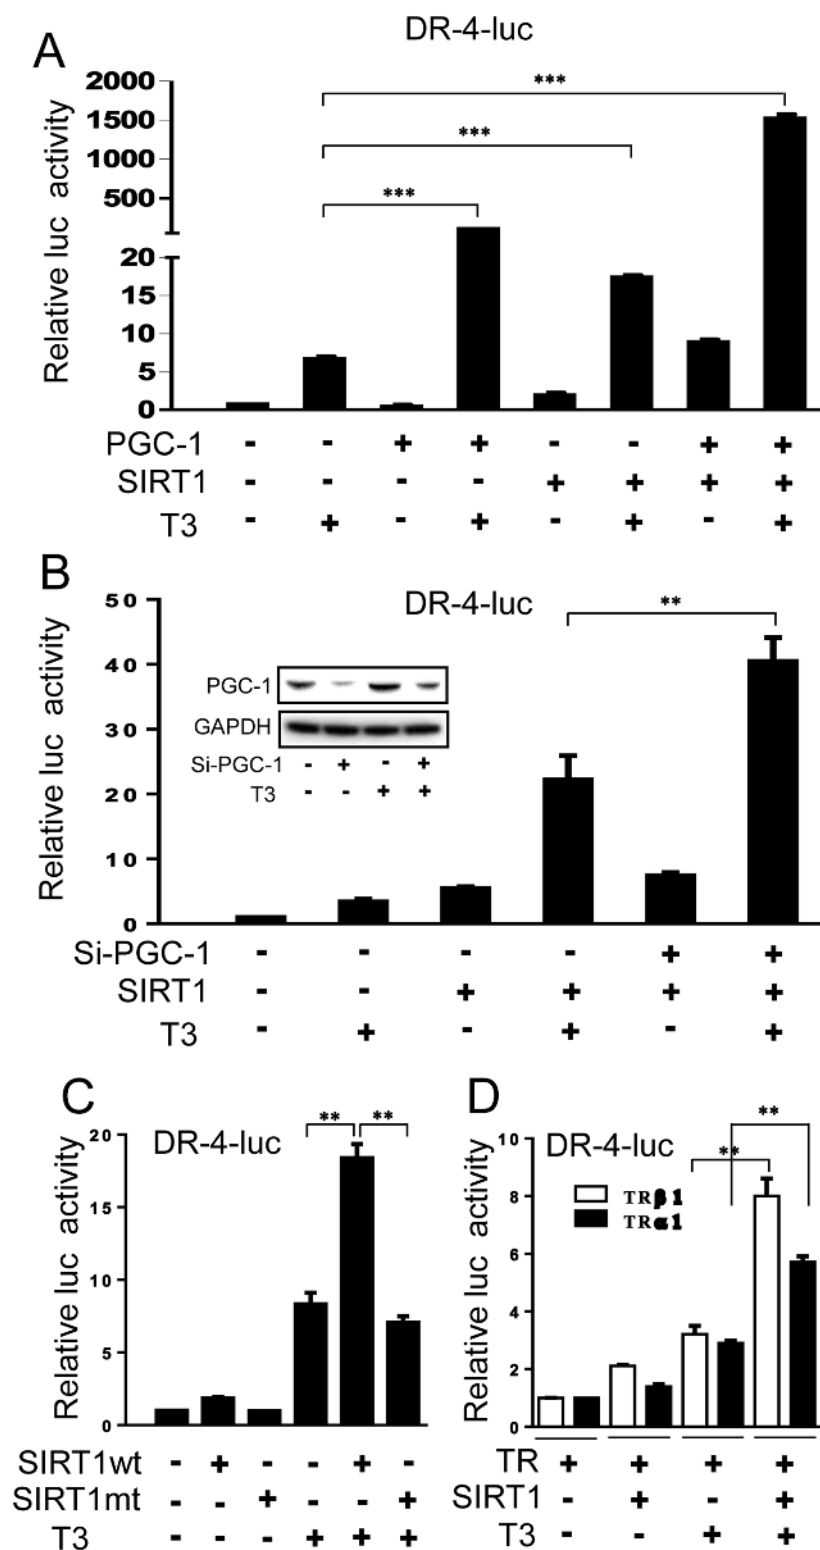 A
DR-4-luc
Relative luc activity
2000
1500
1000
500
20
15
10
5
0
***
***
***
PGC-1 - - + + - - + +
SIRT1 - - - - + + + +
T3 - + - + - + - +
B
DR-4-luc
Relative luc activity
50
40
30
20
10
0
**
PGC-1
GAPDH
Si-PGC-1 - + - +
T3 - - + +
Si-PGC-1 - - - - + +
SIRT1 - - + + + +
T3 - + - + - +
C
DR-4-luc
Relative luc activity
20
15
10
5
0
** **
SIRT1wt - + - - + -
SIRT1mt - - + - - +
T3 - - - + + +
D
DR-4-luc
Relative luc activity
10
8
6
4
2
0
**
**
TRβ1
TRα1
TR + + + +
SIRT1 - + - +
T3 - - + +